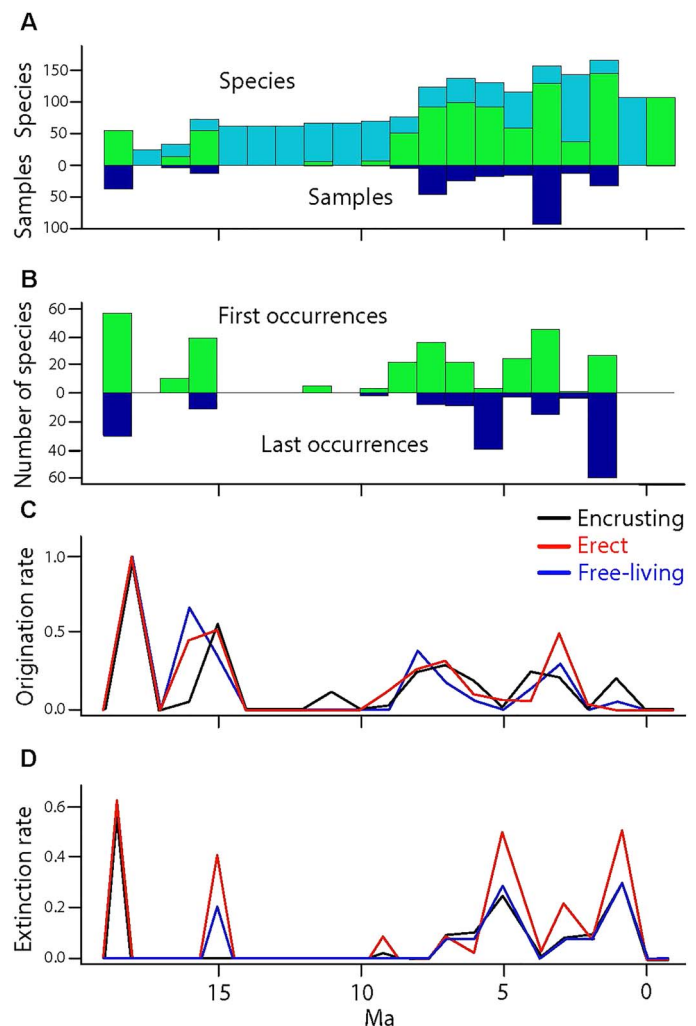 A
Species
150
100
50
0
50
100
Species
Samples
Samples
B
Number of species
60
40
20
0
20
40
60
First occurrences
Last occurrences
C
Encrusting
Erect
Free-living
Origination rate
1.0
0.5
0.0
D
Extinction rate
0.6
0.4
0.2
0.0
15
10
5
0
Ma